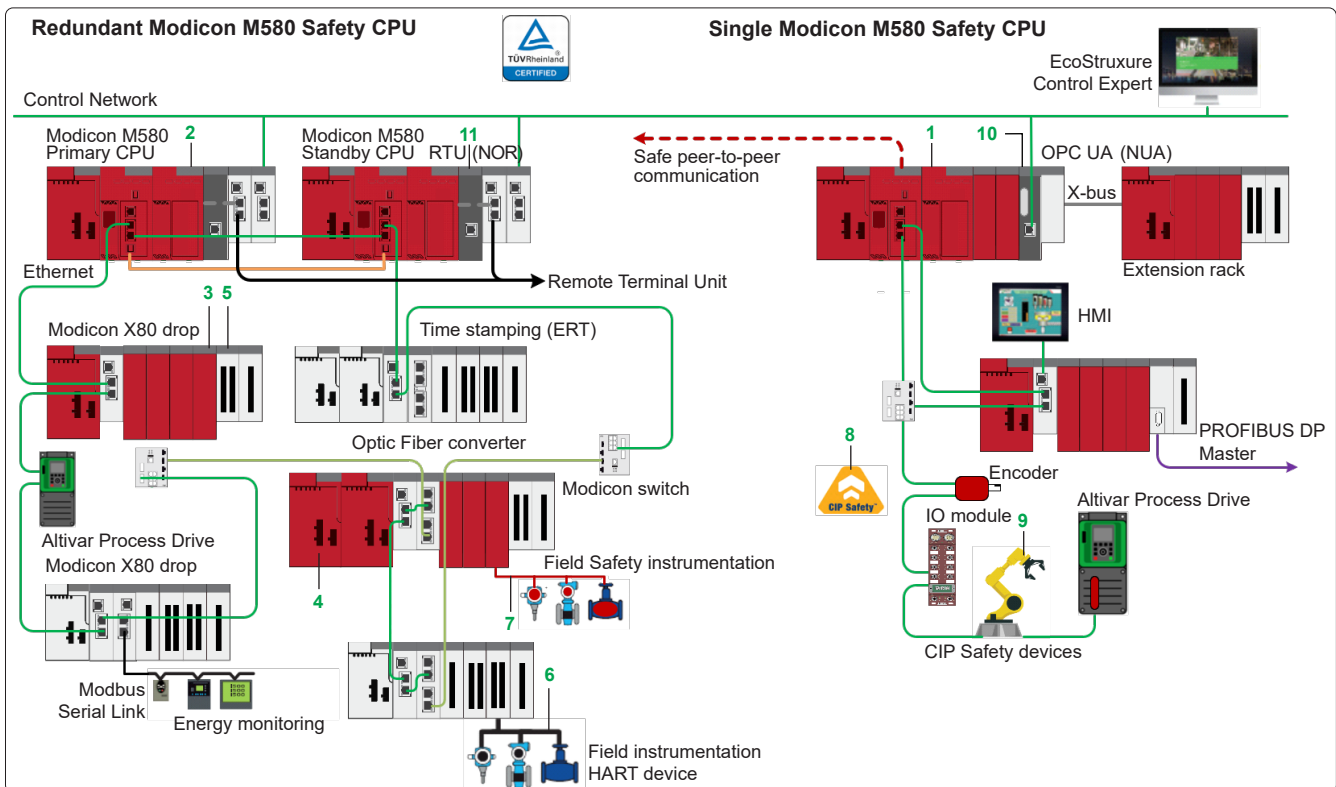 Redundant Modicon M580 Safety CPU
TÜVRheinland
CERTIFIED
Single Modicon M580 Safety CPU
EcoStruxure
Control Expert
Control Network
Modicon M580
Primary CPU
2
Modicon M580
Standby CPU
11
RTU (NOR)
Safe peer-to-peer
communication
1
10
OPC UA (NUA)
X-bus
Extension rack
Ethernet
Remote Terminal Unit
3
5
Modicon X80 drop
Time stamping (ERT)
HMI
Optic Fiber converter
Modicon switch
8
CIP Safety™
PROFIBUS DP
Master
Encoder
IO module
9
Altivar Process Drive
Altivar Process Drive
Modicon X80 drop
4
Field Safety instrumentation
7
CIP Safety devices
Modbus
Serial Link
Energy monitoring
6
Field instrumentation
HART device